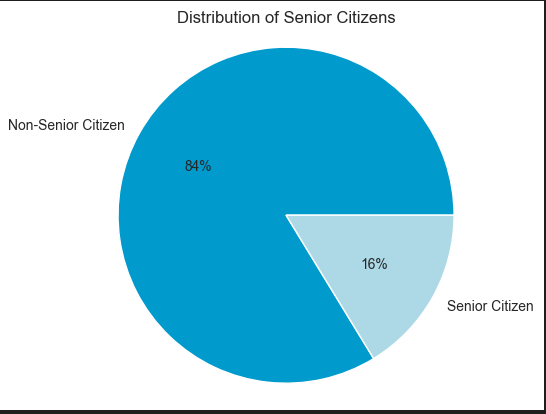 Distribution of Senior Citizens
Non-Senior Citizen
84%
16%
Senior Citizen